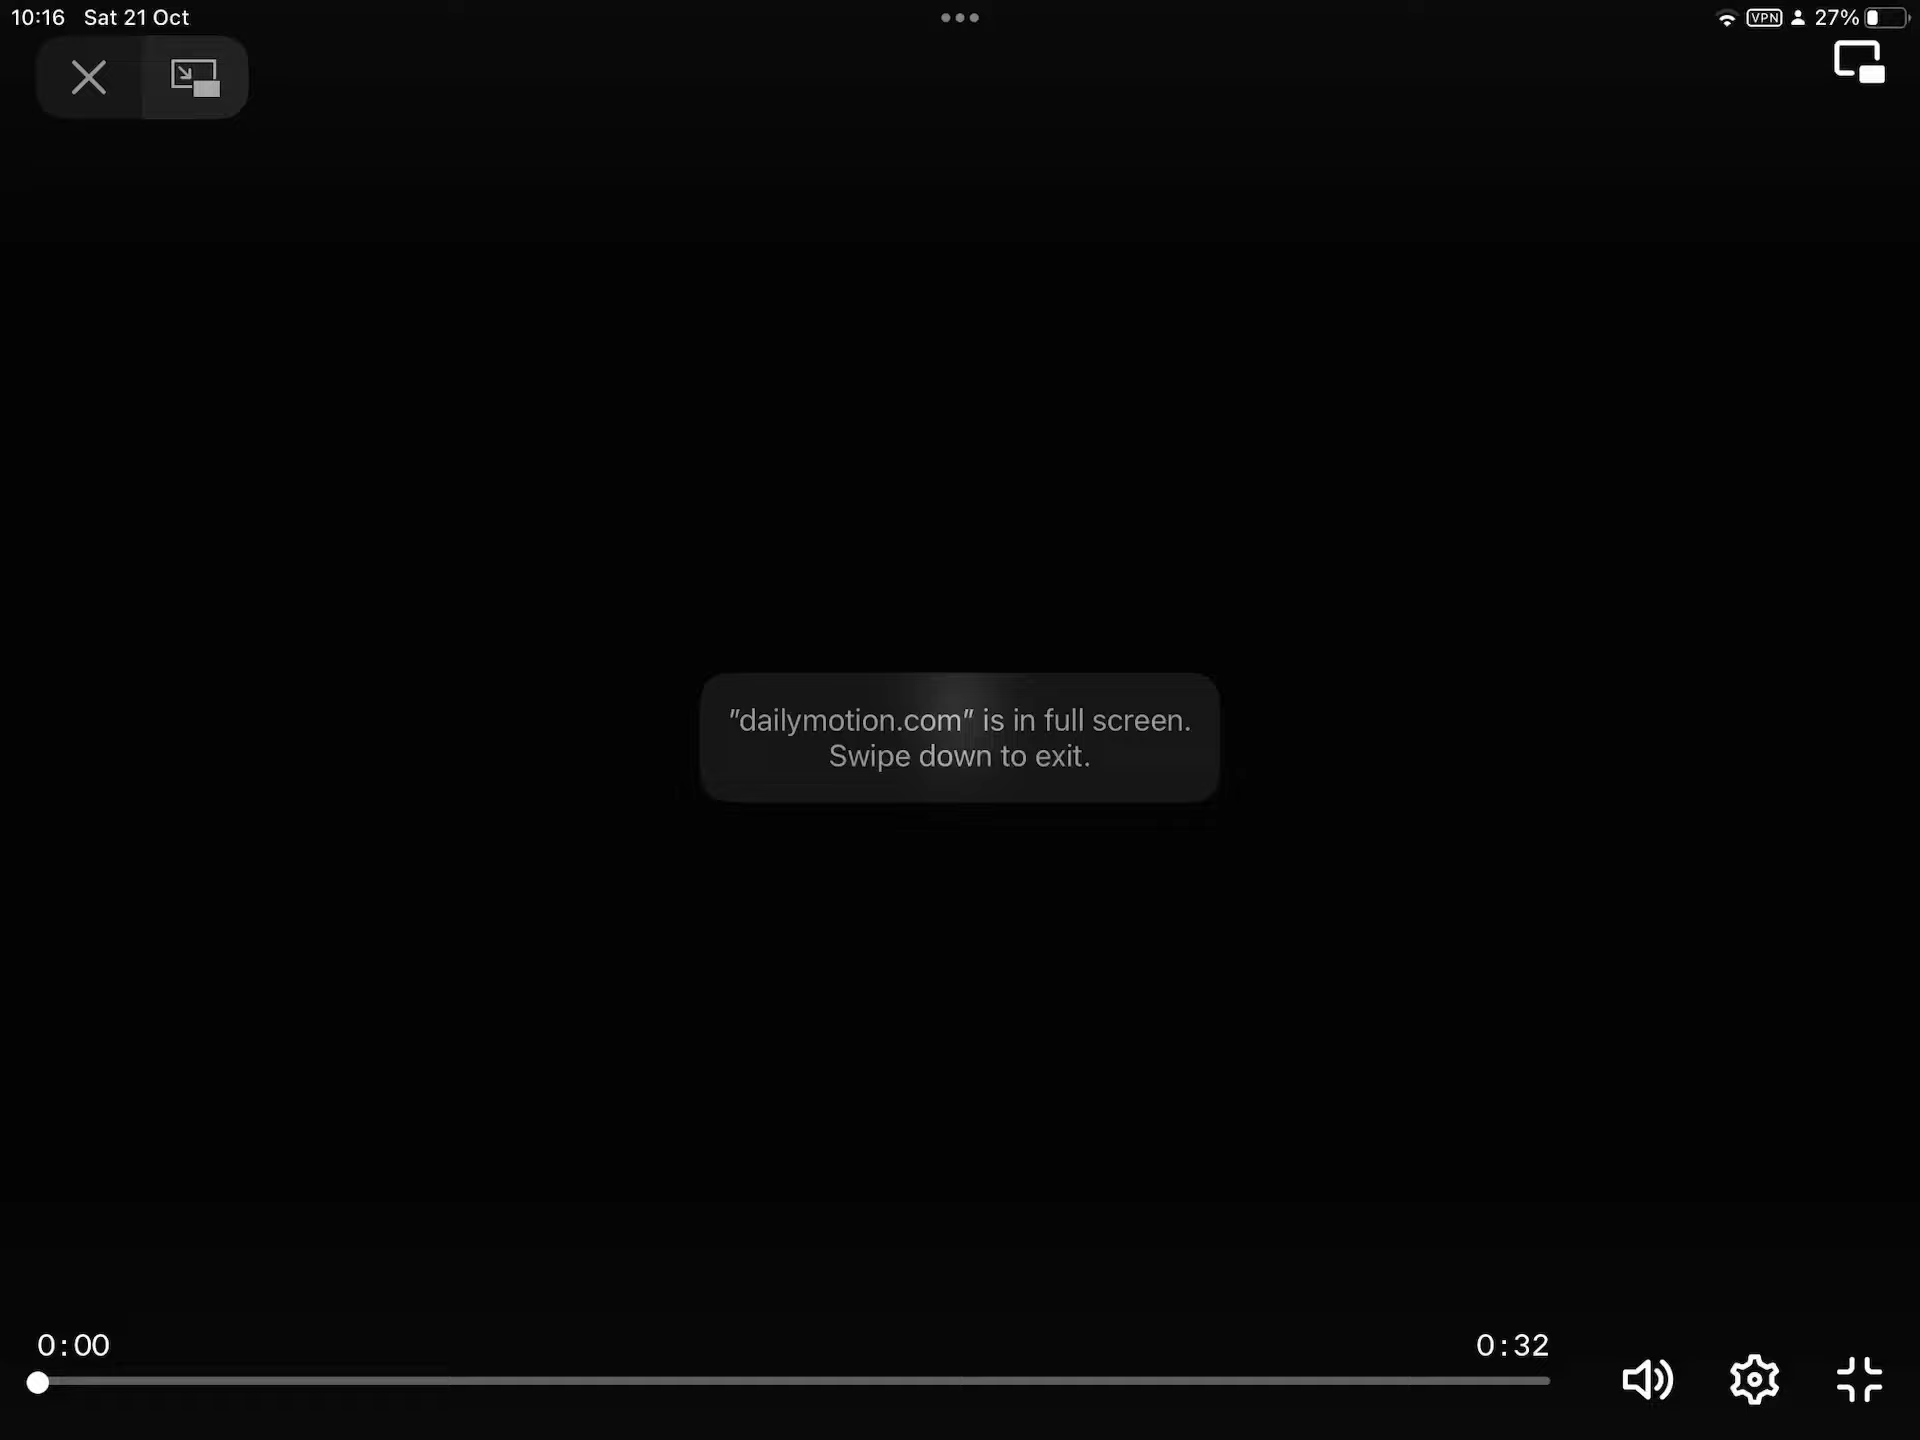 10:16 Sat 21 Oct
VPN 27%
"dailymotion.com" is in full screen.
Swipe down to exit.
0:00
0:32